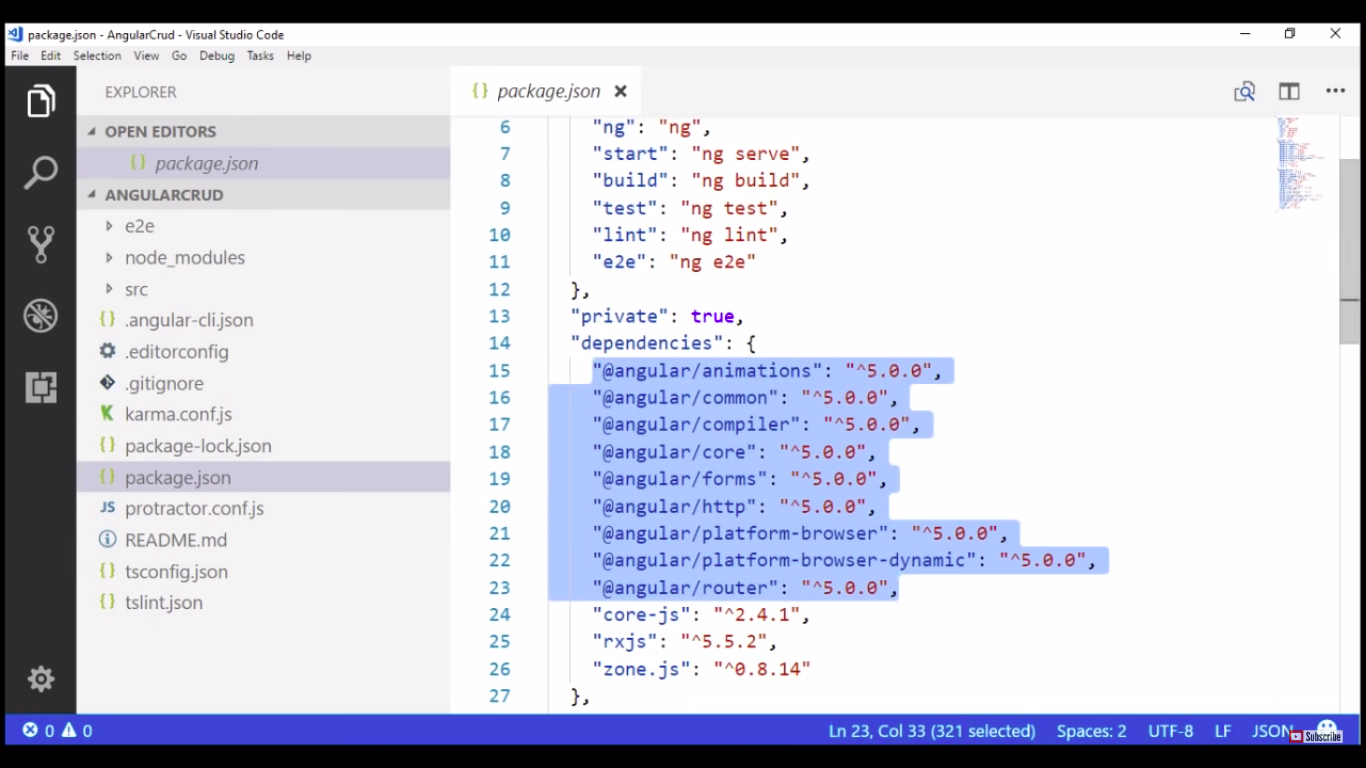 package.json - AngularCrud - Visual Studio Code
File Edit Selection View Go Debug Tasks Help
EXPLORER
OPEN EDITORS
{} package.json
ANGULARCRUD
e2e
node_modules
src
{} .angular-cli.json
.editorconfig
.gitignore
K karma.conf.js
{} package-lock.json
{} package.json
JS protractor.conf.js
README.md
{} tsconfig.json
{} tslint.json
{} package.json
6 "ng": "ng",
7 "start": "ng serve",
8 "build": "ng build",
9 "test": "ng test",
10 "lint": "ng lint",
11 "e2e": "ng e2e"
12 },
13 "private": true,
14 "dependencies": {
15 "@angular/animations": "^5.0.0",
16 "@angular/common": "^5.0.0",
17 "@angular/compiler": "^5.0.0",
18 "@angular/core": "^5.0.0",
19 "@angular/forms": "^5.0.0",
20 "@angular/http": "^5.0.0",
21 "@angular/platform-browser": "^5.0.0",
22 "@angular/platform-browser-dynamic": "^5.0.0",
23 "@angular/router": "^5.0.0",
24 "core-js": "^2.4.1",
25 "rxjs": "^5.5.2",
26 "zone.js": "^0.8.14"
27 },
0 0 Ln 23, Col 33 (321 selected) Spaces: 2 UTF-8 LF JSON
Subscribe